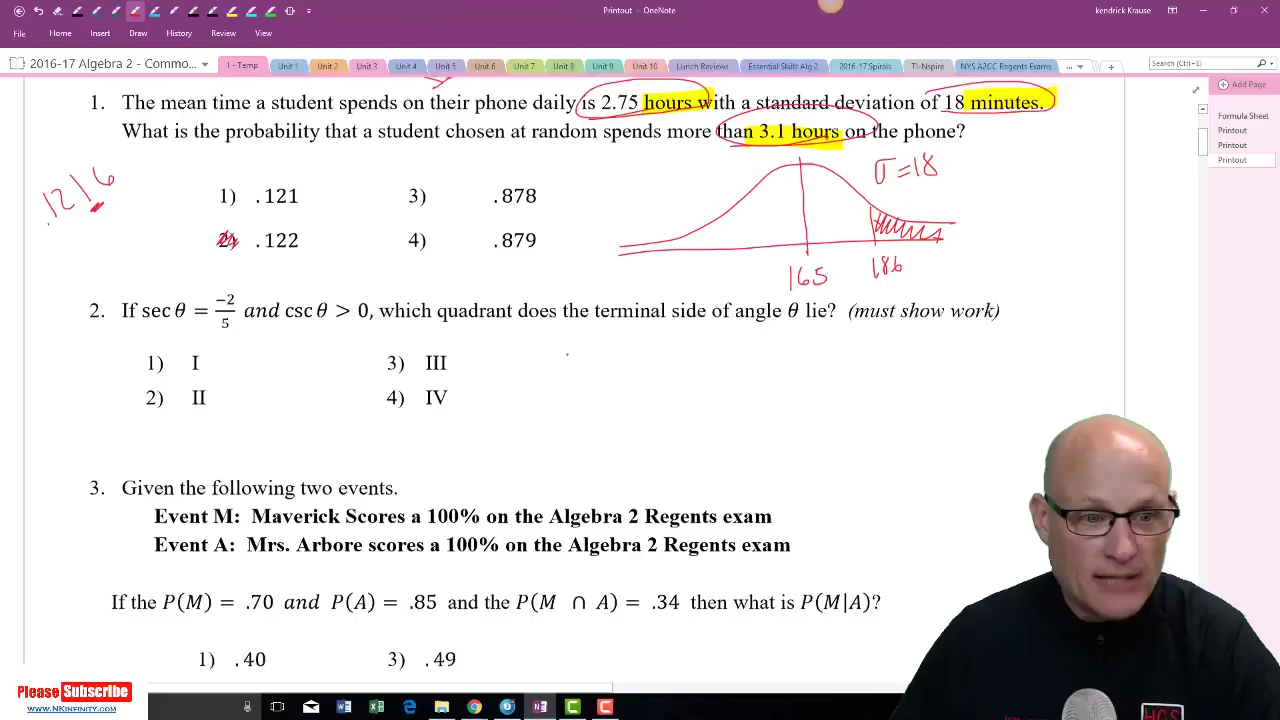 Printout - OneNote
kendrick Krause
File Home Insert Draw History Review View
2016-17 Algebra 2 - Commo...
1 - Temp Unit 1 Unit 2 Unit 3 Unit 4 Unit 5 Unit 6 Unit 7 Unit 8 Unit 9 Unit 10 Lunch Reviews Essential Skills Alg 2 2016-17 Spirals TI-Nspire NYS A2CC Regents Exams ...
Search (Ctrl+E)
Add Page
Formula Sheet
Printout
Printout
Printout
1. The mean time a student spends on their phone daily is 2.75 hours with a standard deviation of 18 minutes.
What is the probability that a student chosen at random spends more than 3.1 hours on the phone?
.1216
σ=18
1) .121 3) .878
2) .122 4) .879
165 186
2. If sec θ = −2/5 and csc θ > 0, which quadrant does the terminal side of angle θ lie? (must show work)
1) I 3) III
2) II 4) IV
3. Given the following two events.
Event M: Maverick Scores a 100% on the Algebra 2 Regents exam
Event A: Mrs. Arbore scores a 100% on the Algebra 2 Regents exam
If the P(M) = .70 and P(A) = .85 and the P(M ∩ A) = .34 then what is P(M|A)?
1) .40 3) .49
Please Subscribe
www.NKinfinity.com
HCS